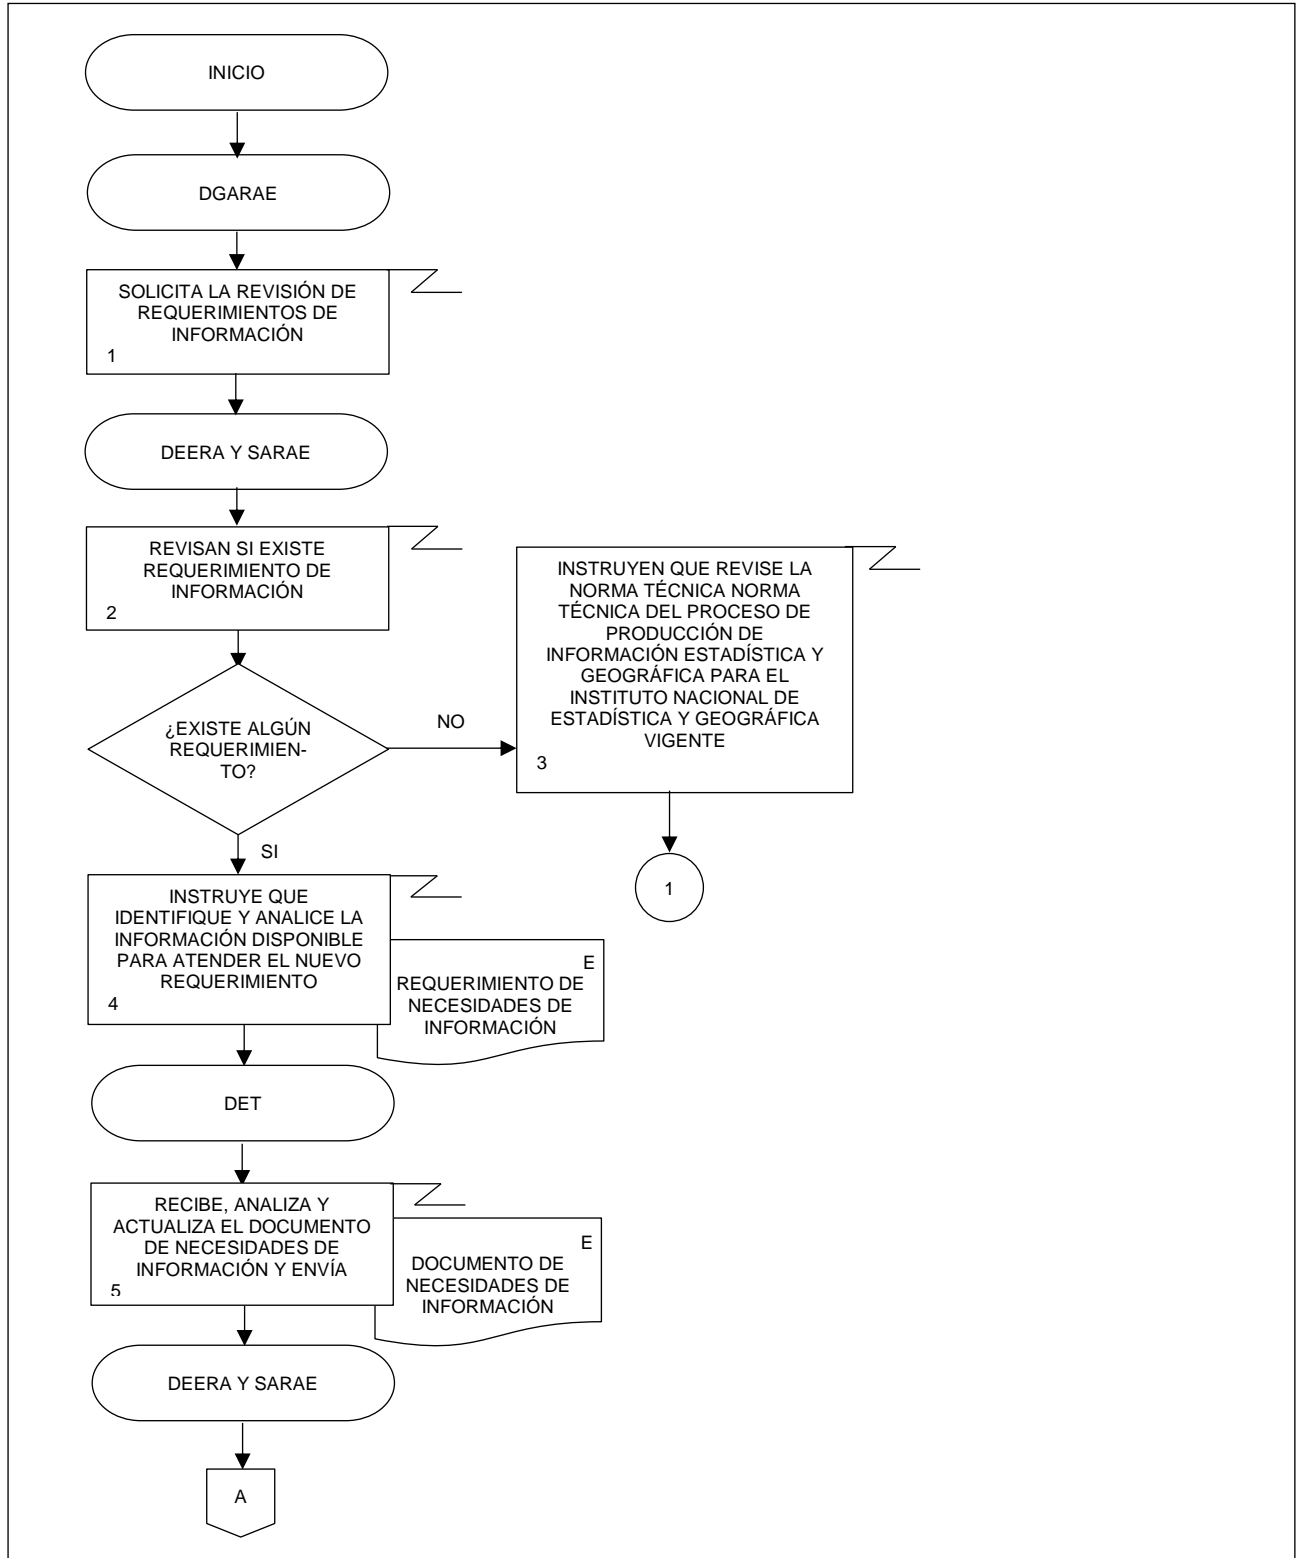 INICIO
DGARAE
SOLICITA LA REVISIÓN DE
REQUERIMIENTOS DE
INFORMACIÓN
1
DEERA Y SARAE
REVISAN SI EXISTE
REQUERIMIENTO DE
INFORMACIÓN
2
¿EXISTE ALGÚN
REQUERIMIEN-
TO?
NO
INSTRUYEN QUE REVISE LA
NORMA TÉCNICA NORMA
TÉCNICA DEL PROCESO DE
PRODUCCIÓN DE
INFORMACIÓN ESTADÍSTICA Y
GEOGRÁFICA PARA EL
INSTITUTO NACIONAL DE
ESTADÍSTICA Y GEOGRÁFICA
VIGENTE
3
1
SI
INSTRUYE QUE
IDENTIFIQUE Y ANALICE LA
INFORMACIÓN DISPONIBLE
PARA ATENDER EL NUEVO
REQUERIMIENTO
4
E
REQUERIMIENTO DE
NECESIDADES DE
INFORMACIÓN
DET
RECIBE, ANALIZA Y
ACTUALIZA EL DOCUMENTO
DE NECESIDADES DE
INFORMACIÓN Y ENVÍA
5
E
DOCUMENTO DE
NECESIDADES DE
INFORMACIÓN
DEERA Y SARAE
A